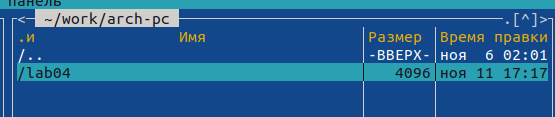 панель
<- ~/work/arch-pc .[^]>
.и Имя Размер Время правки
/.. -ВВЕРХ- ноя 6 02:01
/lab04 4096 ноя 11 17:17